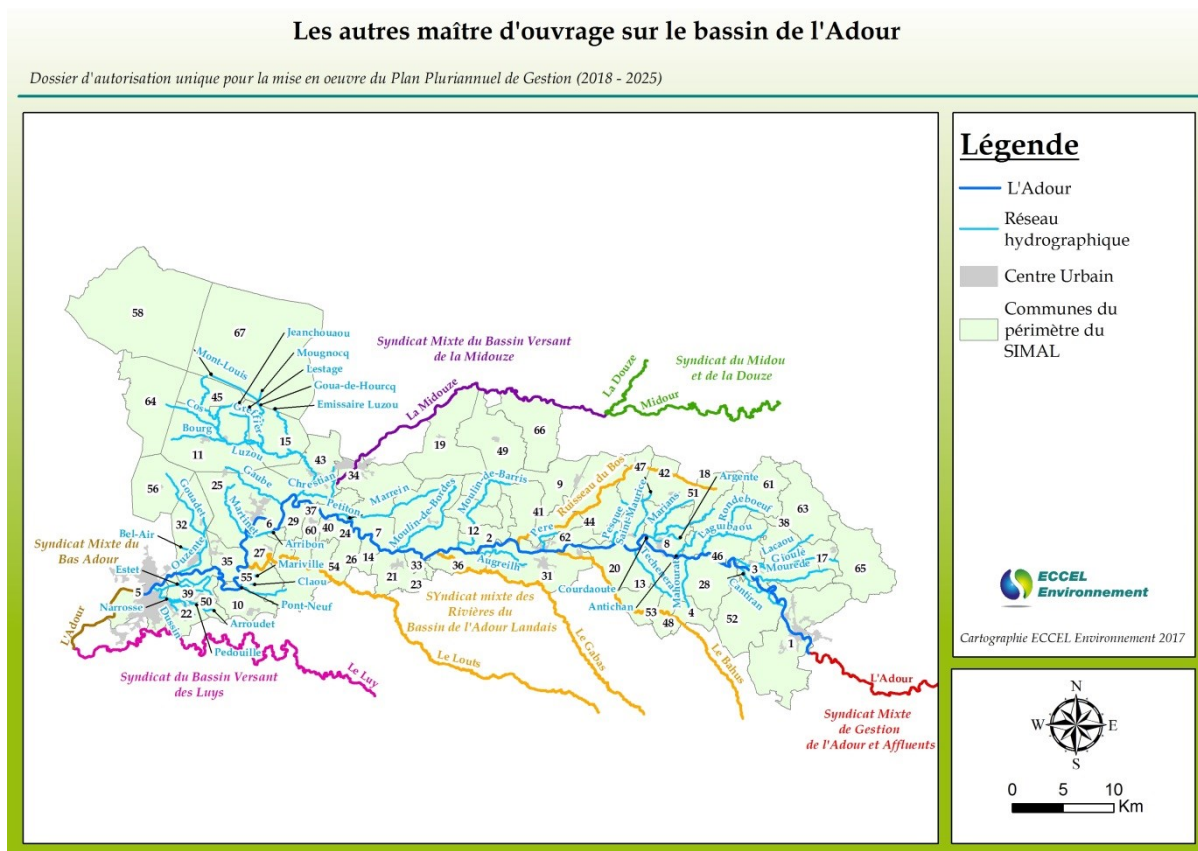 Les autres maître d'ouvrage sur le bassin de l'Adour
Dossier d'autorisation unique pour la mise en oeuvre du Plan Pluriannuel de Gestion (2018 - 2025)
58
67
Jeanchouaou
Mougnocq
Lestage
Goua-de-Hourcq
Emissaire Luzou
Mont-Louis
45
64
Cos
Bourg
11
Luzou
15
43
Chrestian
34
Syndicat Mixte du Bassin Versant
de la Midouze
La Midouze
La Douze
Syndicat du Midou
et de la Douze
Midour
66
19
49
9
41
Ruisseau du Bos
47
42
18
Argente
51
61
63
38
Rondeboeuf
Laguibaou
Marians
Saint-Maurice
Pesque
44
62
Pere
56
25
Gouadet
Gaube
Martinet
32
Bel-Air
Ouzente
6
29
37
60
40
24
Petiton
Marrein
7
Moulin-de-Bordes
Moulin-de-Barris
12
2
Arribon
35
27
Mariville
55
Claou
54
26
14
21
33
23
36
Augreilh
31
Syndicat Mixte du
Bas Adour
Estet
5
39
Narrosse
50
22
10
Pont-Neuf
Arroudet
Pedouille
L'Adour
Syndicat du Bassin Versant
des Luys
Le Luy
SYndicat mixte des
Rivières du
Bassin de l'Adour Landais
Le Louts
Le Gabas
Le Bahus
20
Courdaoute
Antichan
13
8
Mahourat
53
48
4
28
46
52
3
Cantiran
Lacaou
Gioulé
Mourede
17
65
1
L'Adour
Syndicat Mixte
de Gestion
de l'Adour et Affluents
Légende
L'Adour
Réseau
hydrographique
Centre Urbain
Communes du
périmètre du
SIMAL
ECCEL
Environnement
Cartographie ECCEL Environnement 2017
N
W E
S
0 5 10
Km